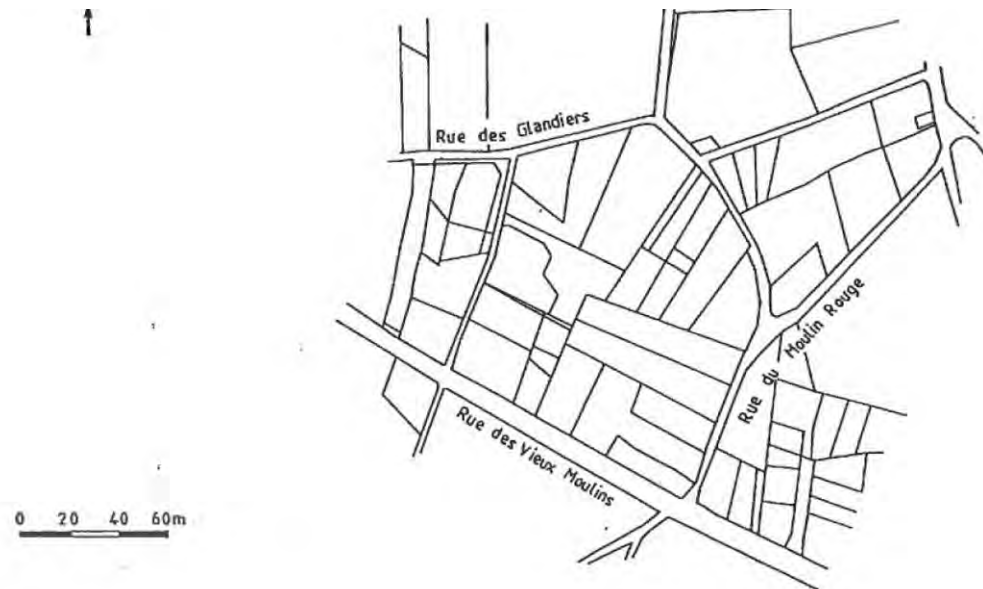 Rue des Glandiers
Rue du Moulin Rouge
Rue des Vieux Moulins
0 20 40 60m